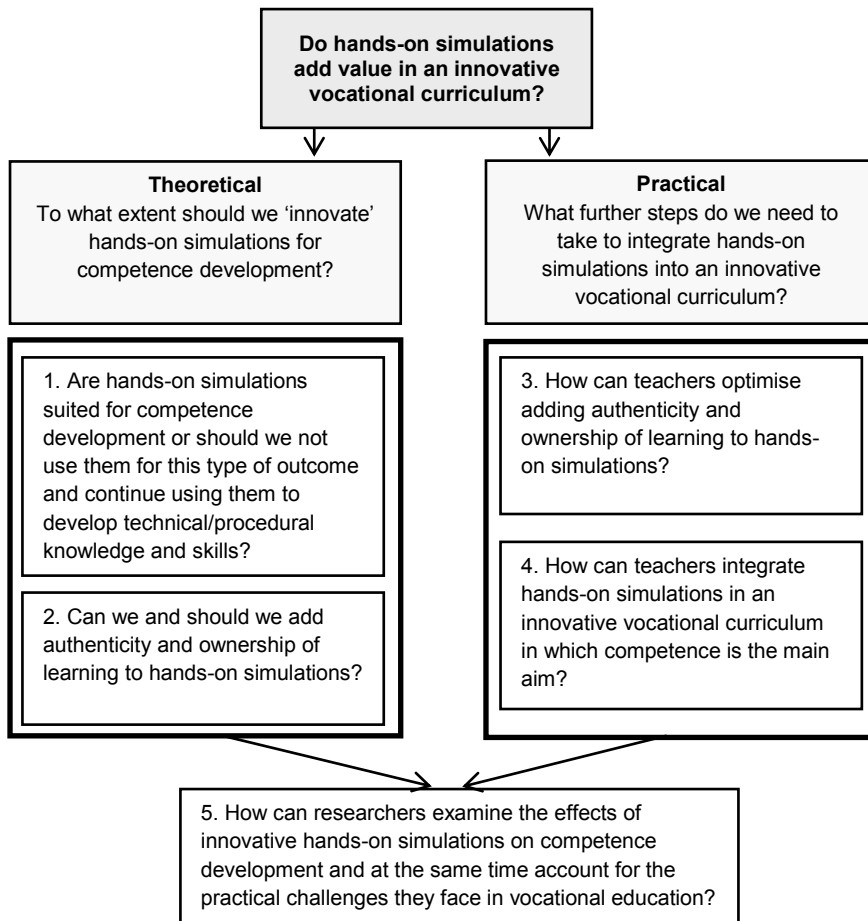 Do hands-on simulations
add value in an innovative
vocational curriculum?
Theoretical
To what extent should we ‘innovate’
hands-on simulations for
competence development?
Practical
What further steps do we need to
take to integrate hands-on
simulations into an innovative
vocational curriculum?
1. Are hands-on simulations
suited for competence
development or should we not
use them for this type of outcome
and continue using them to
develop technical/procedural
knowledge and skills?
2. Can we and should we add
authenticity and ownership of
learning to hands-on simulations?
3. How can teachers optimise
adding authenticity and
ownership of learning to hands-
on simulations?
4. How can teachers integrate
hands-on simulations in an
innovative vocational curriculum
in which competence is the main
aim?
5. How can researchers examine the effects of
innovative hands-on simulations on competence
development and at the same time account for the
practical challenges they face in vocational education?